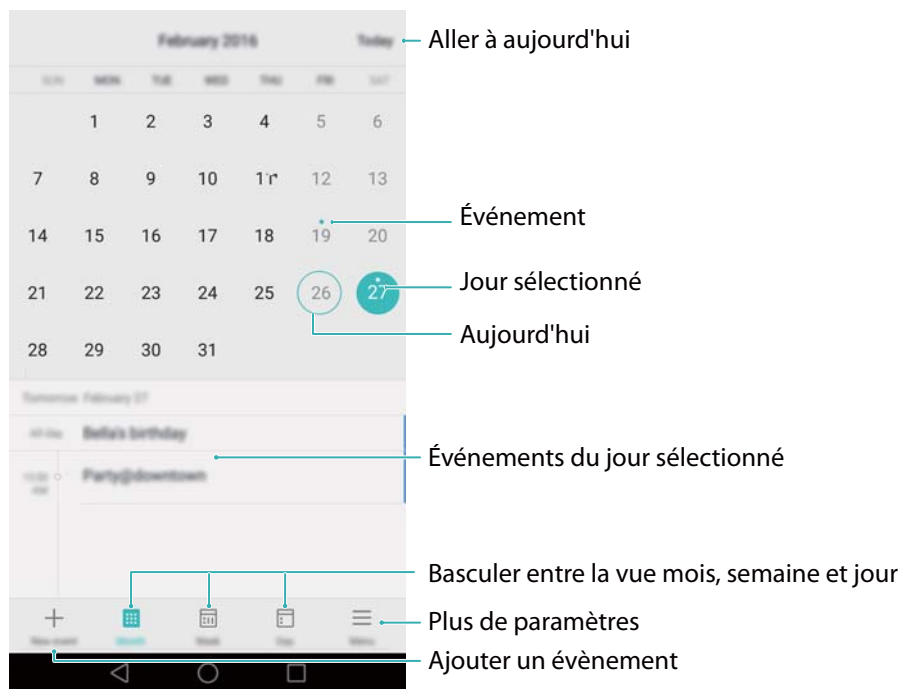 February 2016 Today
Aller à aujourd'hui
SUN MON TUE WED THU FRI SAT
1 2 3 4 5 6
7 8 9 10 11 12 13
14 15 16 17 18 19 20
Événement
21 22 23 24 25 26 27
Jour sélectionné
Aujourd'hui
28 29 30 31
Tomorrow February 27
All-day Bella's birthday
Événements du jour sélectionné
Party@downtown
Basculer entre la vue mois, semaine et jour
New event Month Week Day Menu
Plus de paramètres
Ajouter un évènement